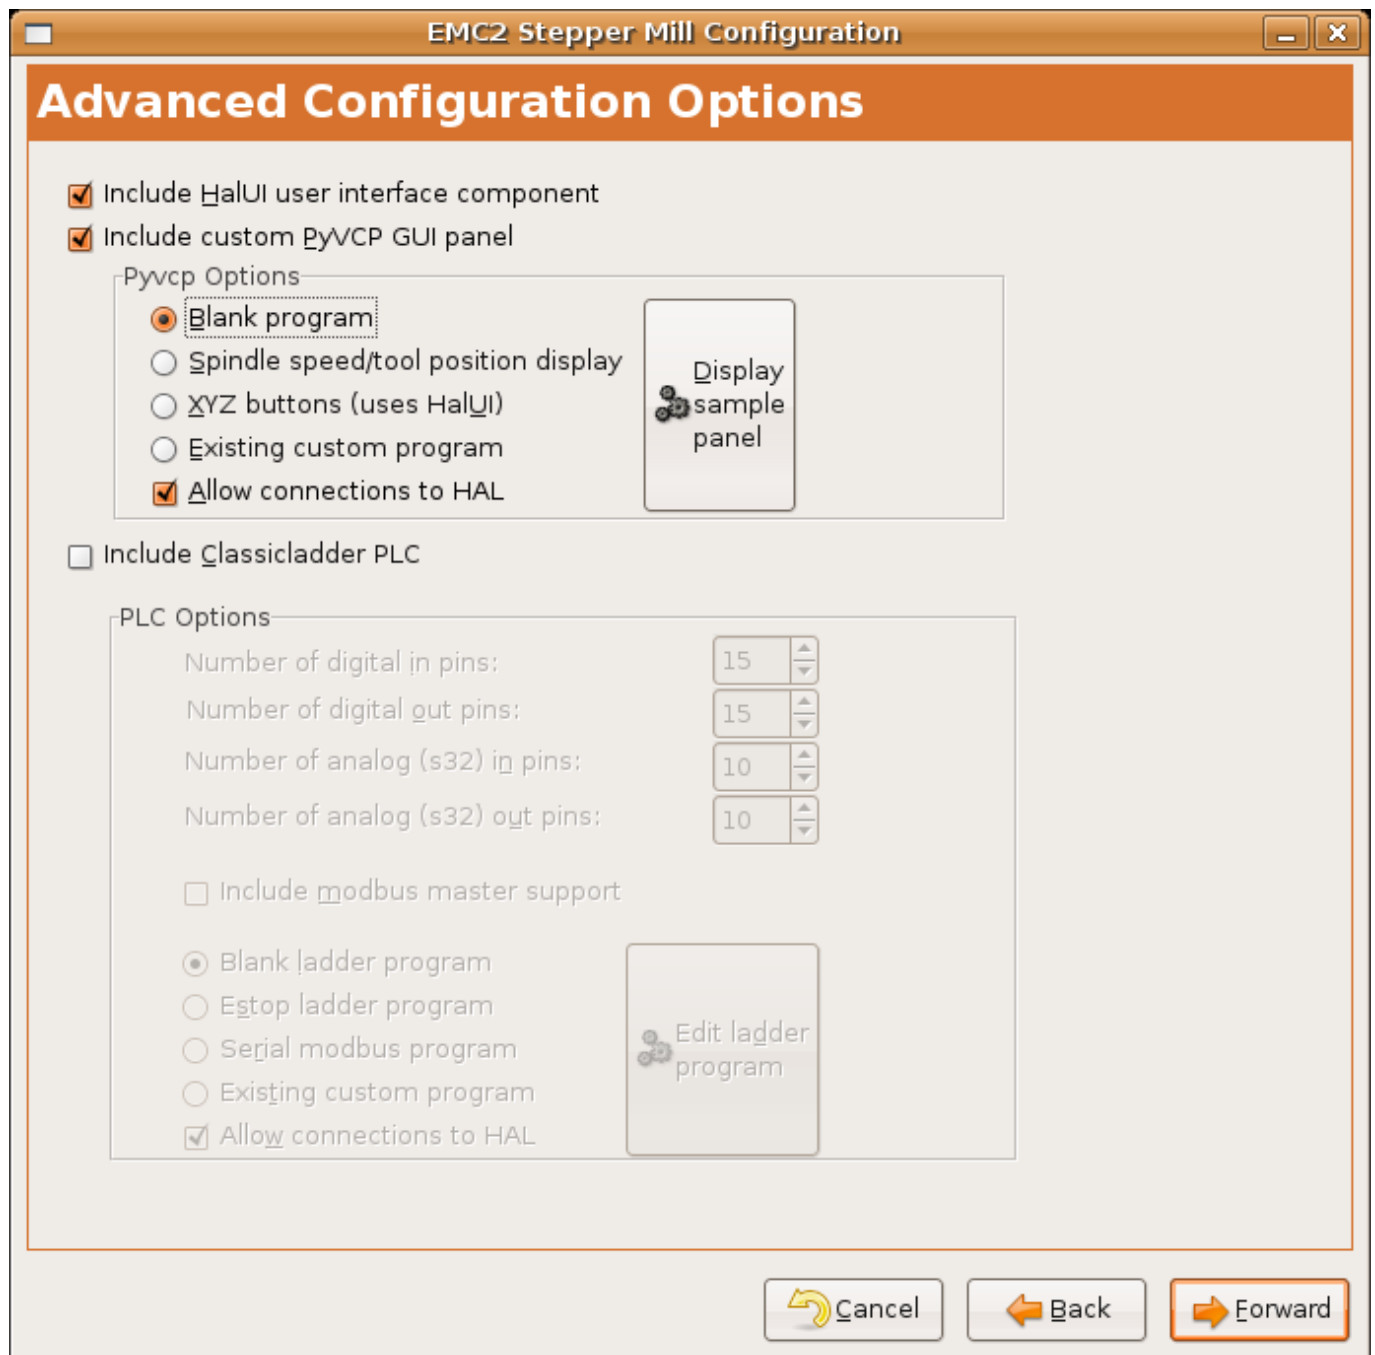 EMC2 Stepper Mill Configuration
Advanced Configuration Options
Include HalUI user interface component
Include custom PyVCP GUI panel
Pyvcp Options
Blank program
Spindle speed/tool position display
XYZ buttons (uses HalUI)
Existing custom program
Allow connections to HAL
Display
sample
panel
Include Classicladder PLC
PLC Options
Number of digital in pins: 15
Number of digital out pins: 15
Number of analog (s32) in pins: 10
Number of analog (s32) out pins: 10
Include modbus master support
Blank ladder program
Estop ladder program
Serial modbus program
Existing custom program
Allow connections to HAL
Edit ladder
program
Cancel Back Forward